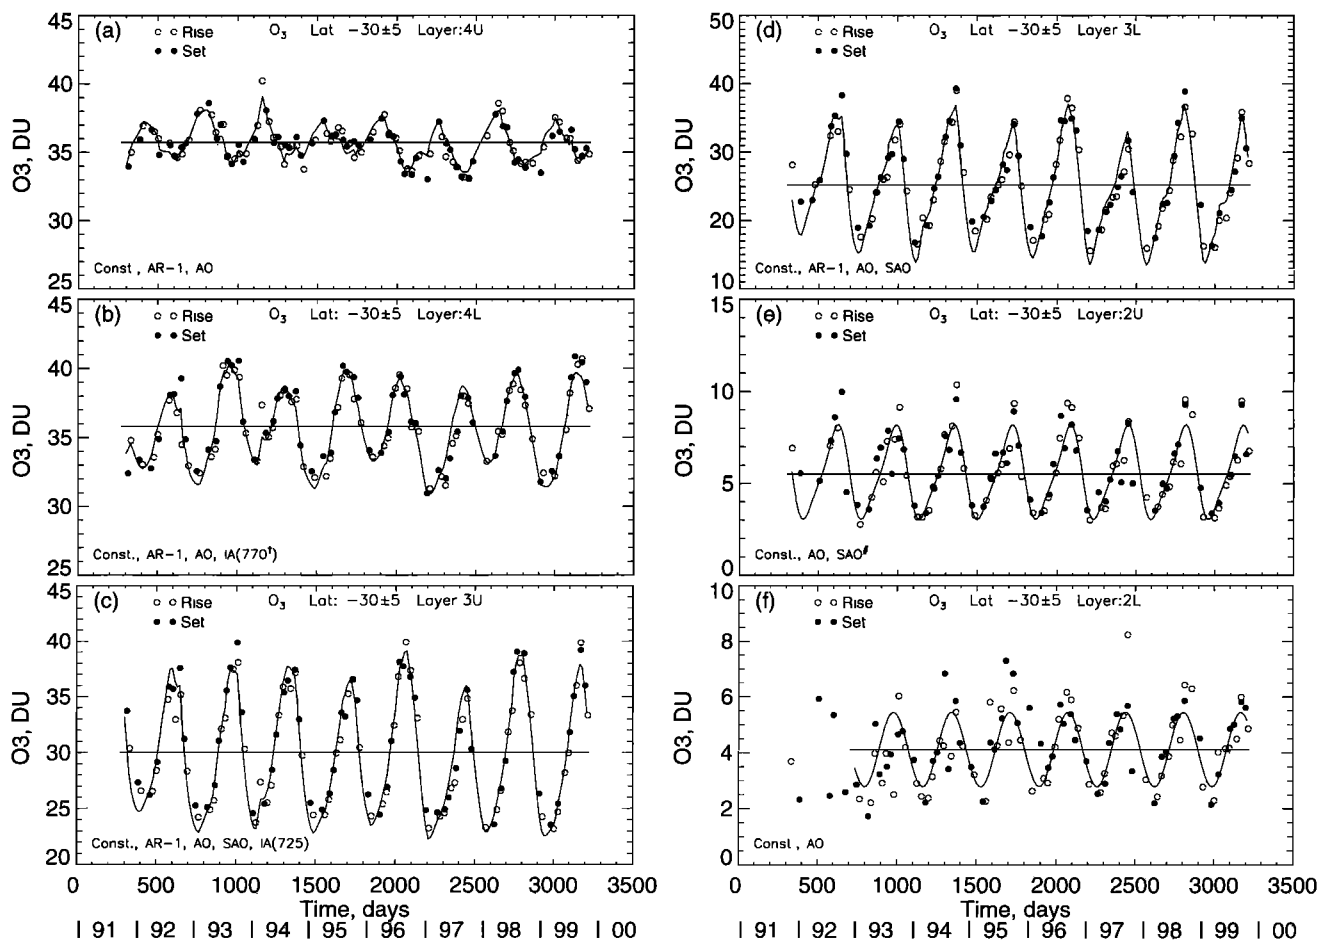 (a) Rise O3 Lat -30±5 Layer:4U
Set
O3, DU
45
40
35
30
25
Const , AR-1, AO
(b) Rise O3 Lat: -30±5 Layer:4L
Set
O3, DU
45
40
35
30
25
Const., AR-1, AO, IA(770†)
(c) Rise O3 Lat: -30±5 Layer 3U
Set
O3, DU
45
40
35
30
25
20
Const., AR-1, AO, SAO, IA(725)
0 500 1000 1500 2000 2500 3000 3500
Time, days
| 91 | 92 | 93 | 94 | 95 | 96 | 97 | 98 | 99 | 00
(d) Rise O3 Lat -30±5 Layer 3L
Set
O3, DU
50
40
30
20
10
Const., AR-1, AO, SAO
(e) Rise O3 Lat: -30±5 Layer:2U
Set
O3, DU
15
10
5
0
Const., AO, SAO#
(f) Rise O3 Lat -30±5 Layer:2L
Set
O3, DU
10
8
6
4
2
0
Const , AO
0 500 1000 1500 2000 2500 3000 3500
Time, days
| 91 | 92 | 93 | 94 | 95 | 96 | 97 | 98 | 99 | 00